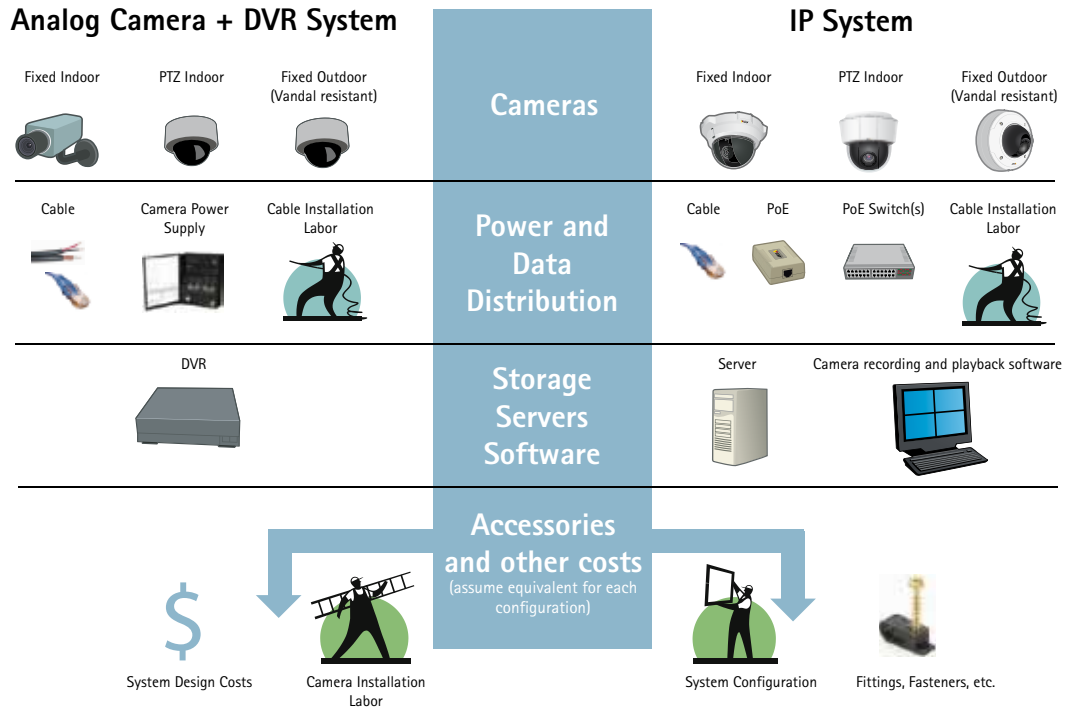 Analog Camera + DVR System
IP System
Cameras
Fixed Indoor
PTZ Indoor
Fixed Outdoor
(Vandal resistant)
Fixed Indoor
PTZ Indoor
Fixed Outdoor
(Vandal resistant)
Power and
Data
Distribution
Cable
Camera Power
Supply
Cable Installation
Labor
Cable
PoE
PoE Switch(s)
Cable Installation
Labor
Storage
Servers
Software
DVR
Server
Camera recording and playback software
Accessories
and other costs
(assume equivalent for each
configuration)
$
System Design Costs
Camera Installation
Labor
System Configuration
Fittings, Fasteners, etc.